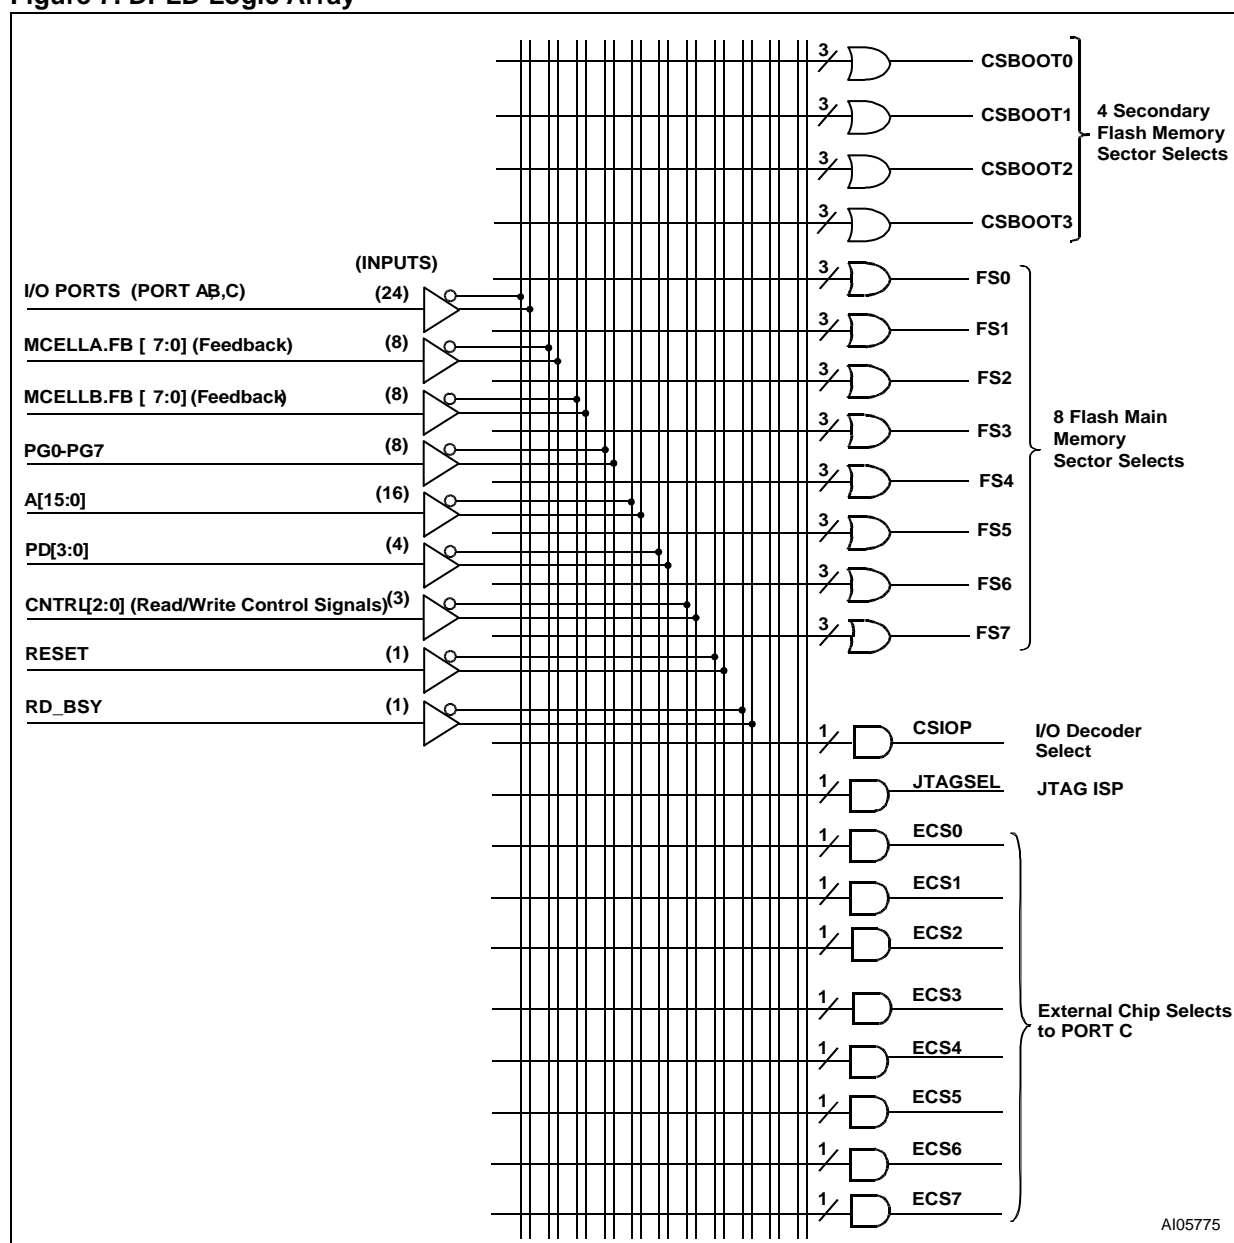 Figure 7. DPLD Logic Array
3 CSBOOT0
3 CSBOOT1
3 CSBOOT2
3 CSBOOT3
4 Secondary
Flash Memory
Sector Selects
(INPUTS)
I/O PORTS (PORT A,B,C) (24)
MCELLA.FB [ 7:0] (Feedback) (8)
MCELLB.FB [ 7:0] (Feedback) (8)
PG0-PG7 (8)
A[15:0] (16)
PD[3:0] (4)
CNTRL[2:0] (Read/Write Control Signals) (3)
RESET (1)
RD_BSY (1)
3 FS0
3 FS1
3 FS2
3 FS3
3 FS4
3 FS5
3 FS6
3 FS7
8 Flash Main
Memory
Sector Selects
1 CSIOP
I/O Decoder
Select
1 JTAGSEL JTAG ISP
1 ECS0
1 ECS1
1 ECS2
1 ECS3
1 ECS4
1 ECS5
1 ECS6
1 ECS7
External Chip Selects
to PORT C
AI05775